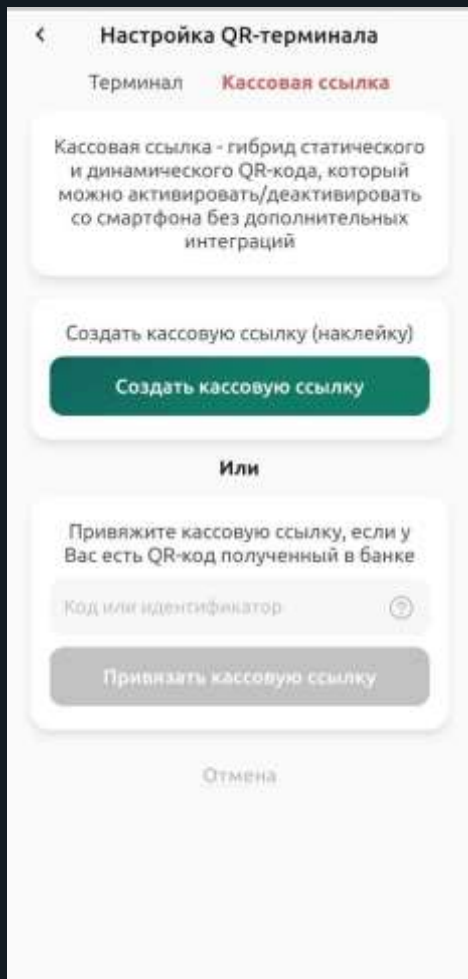 Настройка QR-терминала
Терминал Кассовая ссылка
Кассовая ссылка - гибрид статического
и динамического QR-кода, который
можно активировать/деактивировать
со смартфона без дополнительных
интеграций
Создать кассовую ссылку (наклейку)
Создать кассовую ссылку
Или
Привяжите кассовую ссылку, если у
Вас есть QR-код полученный в банке
Код или идентификатор
Привязать кассовую ссылку
Отмена